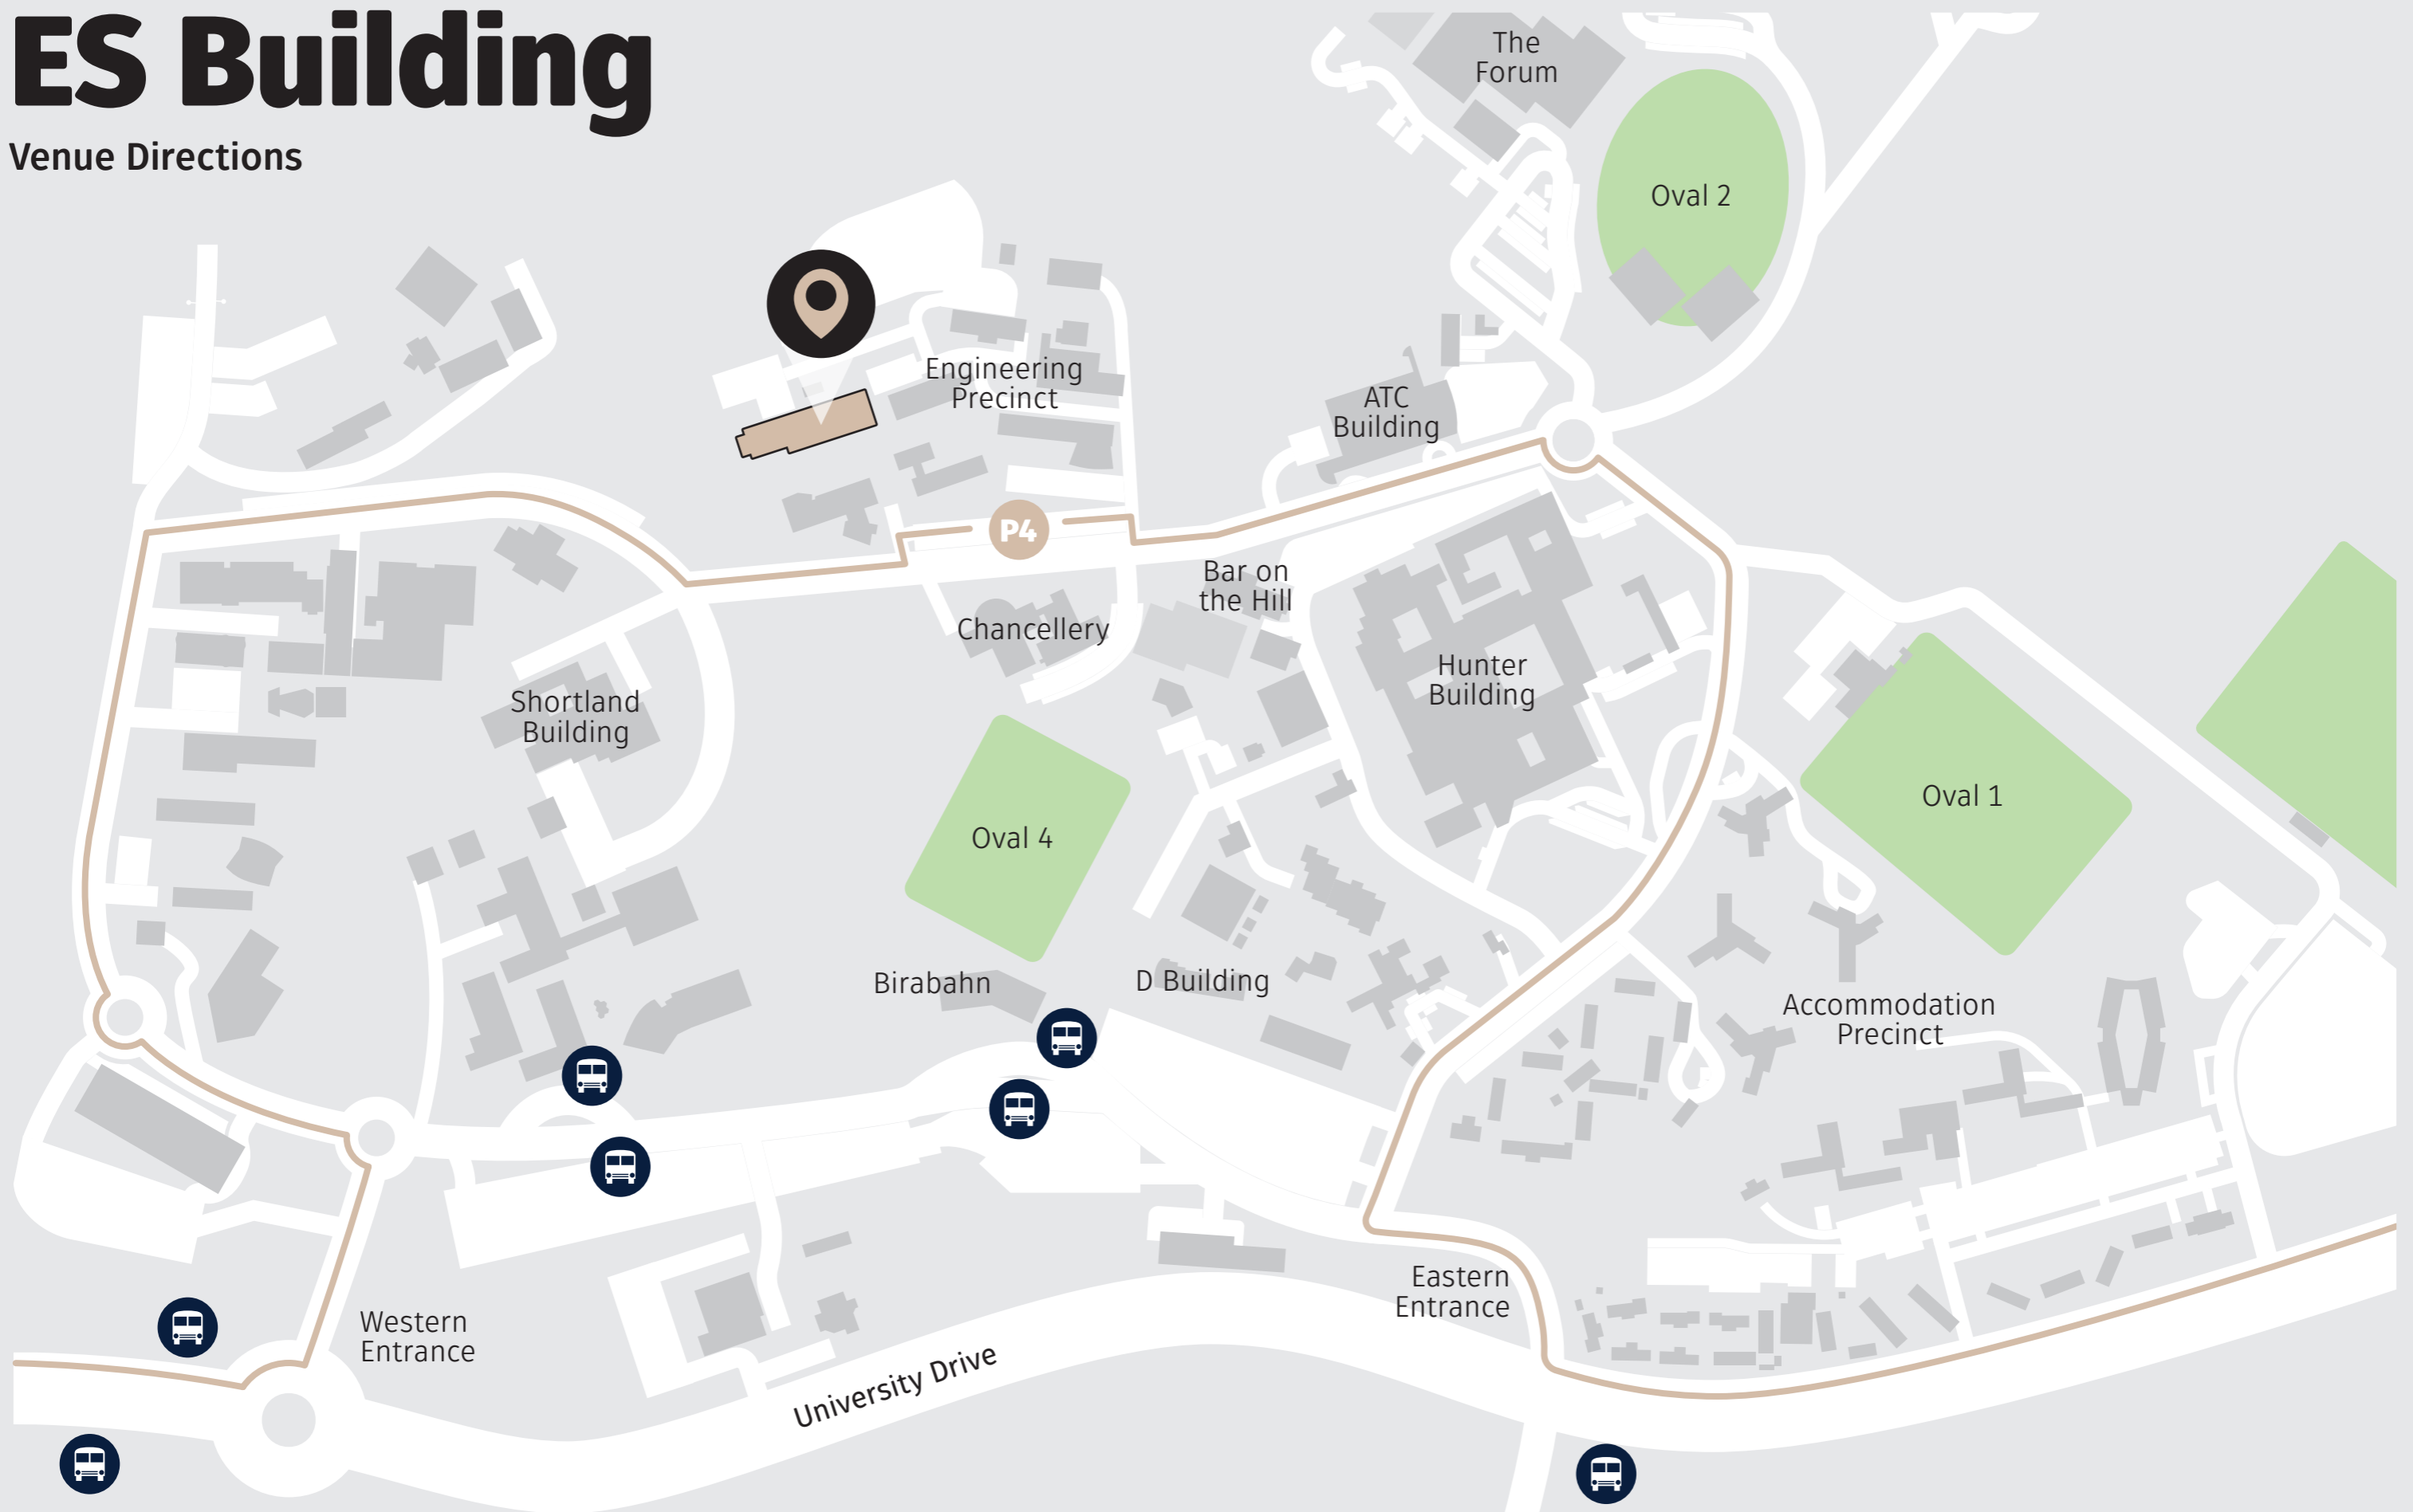 ES Building
Venue Directions
The
Forum
Oval 2
Engineering
Precinct
ATC
Building
P4
Bar on
the Hill
Chancellery
Hunter
Building
Shortland
Building
Oval 1
Oval 4
Birabahn
D Building
Accommodation
Precinct
Eastern
Entrance
Western
Entrance
University Drive